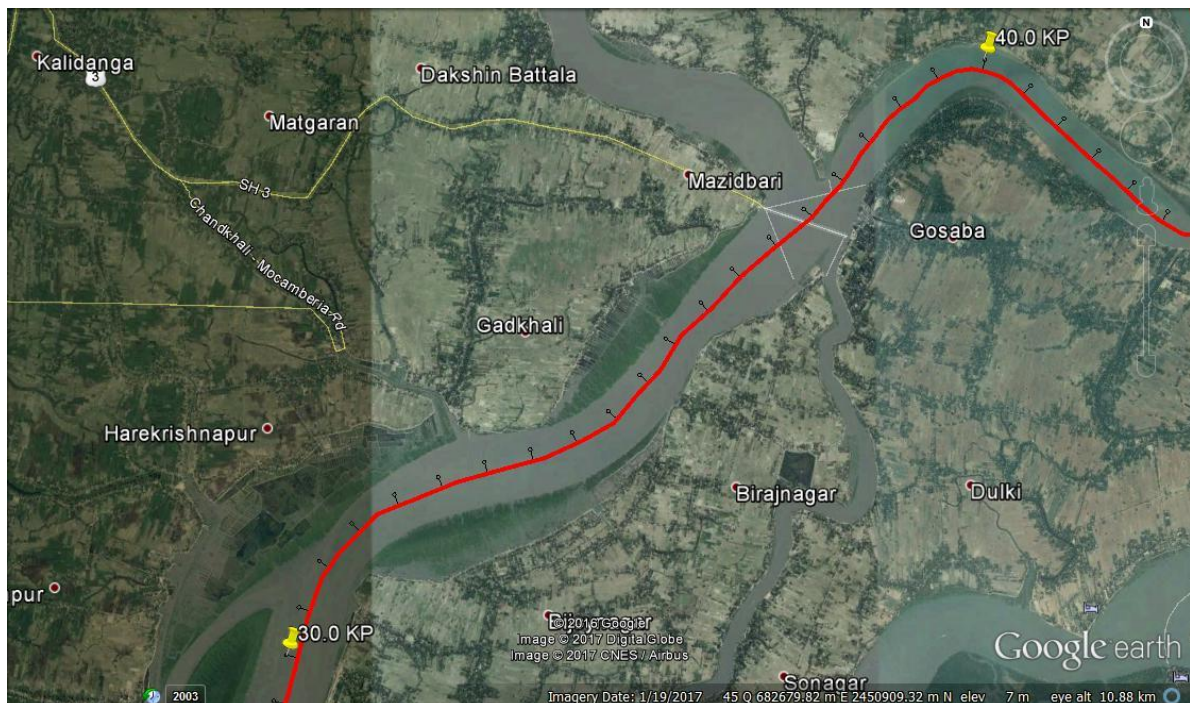 40.0 KP
N
Kalidanga
3
Dakshin Battala
Matgaran
SH 3
Mazidbari
Chandkhali - Mocamberia Rd
Gosaba
Gadkhali
Harekrishnapur
Birajnagar
Dulki
pur
30.0 KP
© 2016 Google
Image © 2017 DigitalGlobe
Image © 2017 CNES / Airbus
Google earth
Sonagar
2003
Imagery Date: 1/19/2017 45 Q 682679.82 m E 2450909.32 m N elev 7 m eye alt 10.88 km